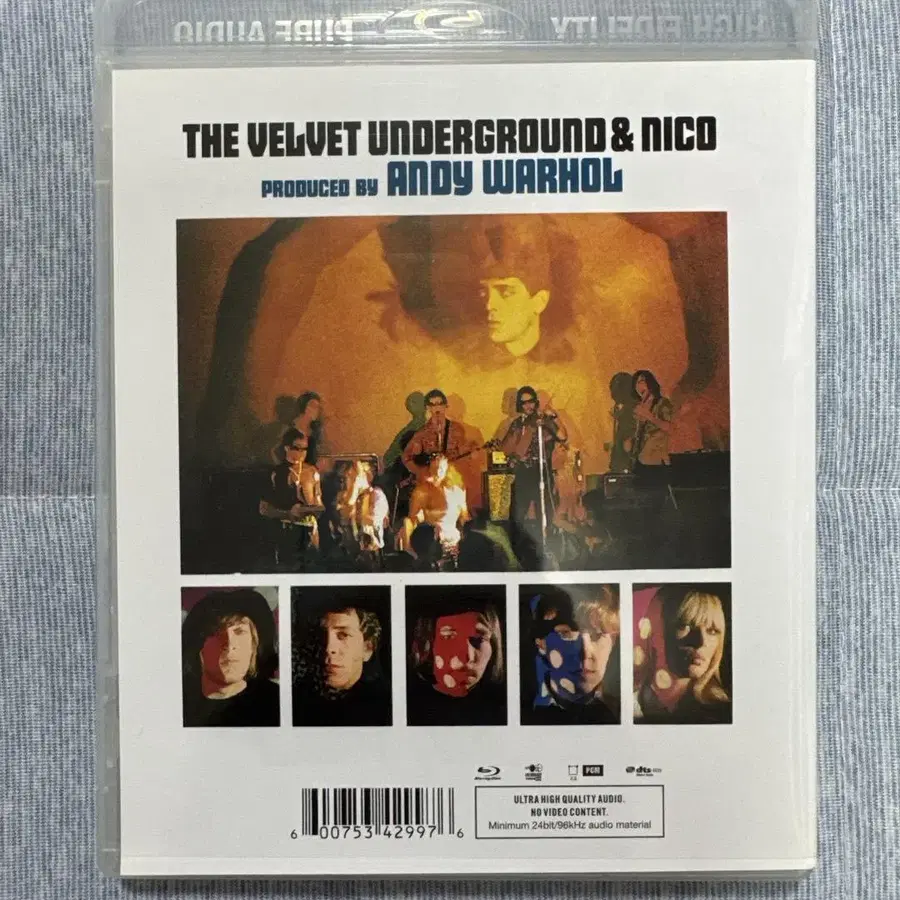 PURE AUDIO HIGH FIDELITY
THE VELVET UNDERGROUND & NICO
PRODUCED BY ANDY WARHOL
PCM
dts
ULTRA HIGH QUALITY AUDIO.
NO VIDEO CONTENT.
Minimum 24bit/96kHz audio material
6 00753 42997 6